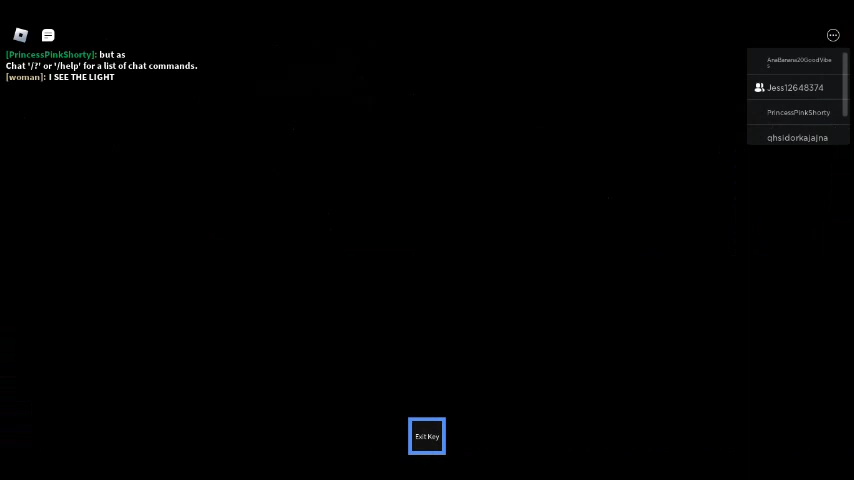 [PrincessPinkShorty]: but as
Chat '/?' or '/help' for a list of chat commands.
[woman]: I SEE THE LIGHT
AnaBanana20GoodVibe
s
Jess12648374
PrincessPinkShorty
qhsidorkajajna
Exit Key